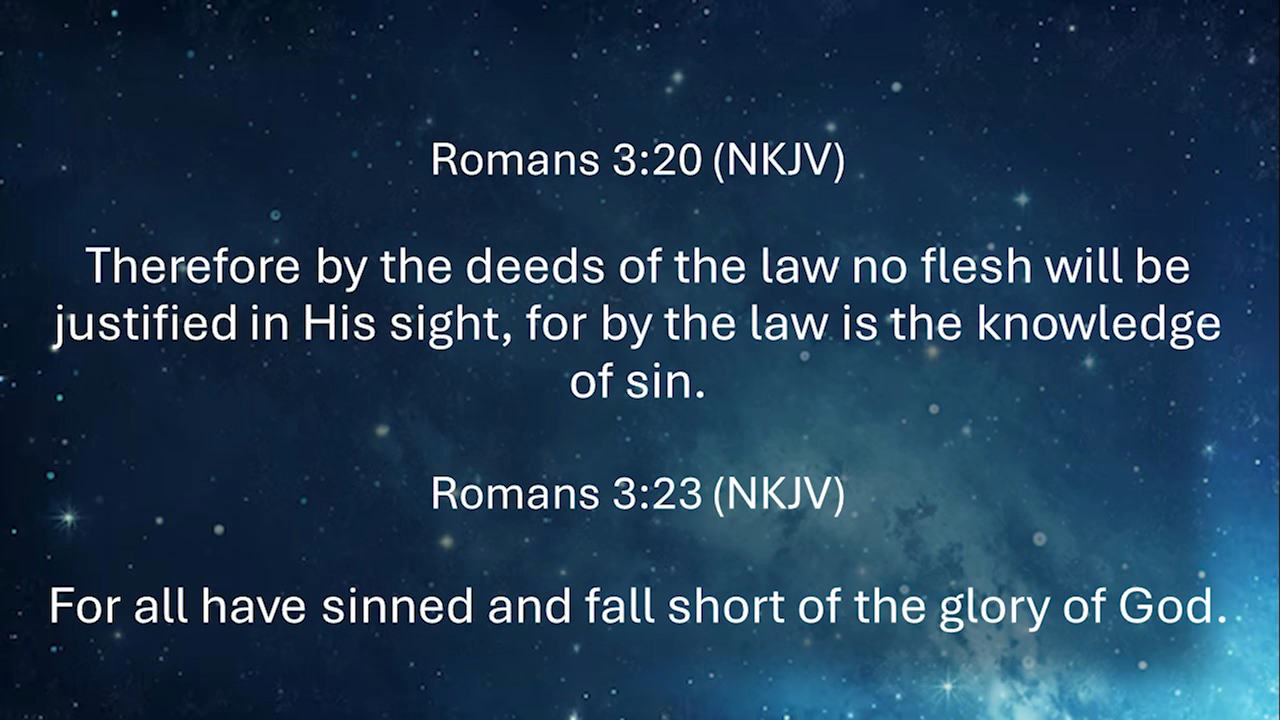 Romans 3:20 (NKJV)
Therefore by the deeds of the law no flesh will be
justified in His sight, for by the law is the knowledge
of sin.
Romans 3:23 (NKJV)
For all have sinned and fall short of the glory of God.